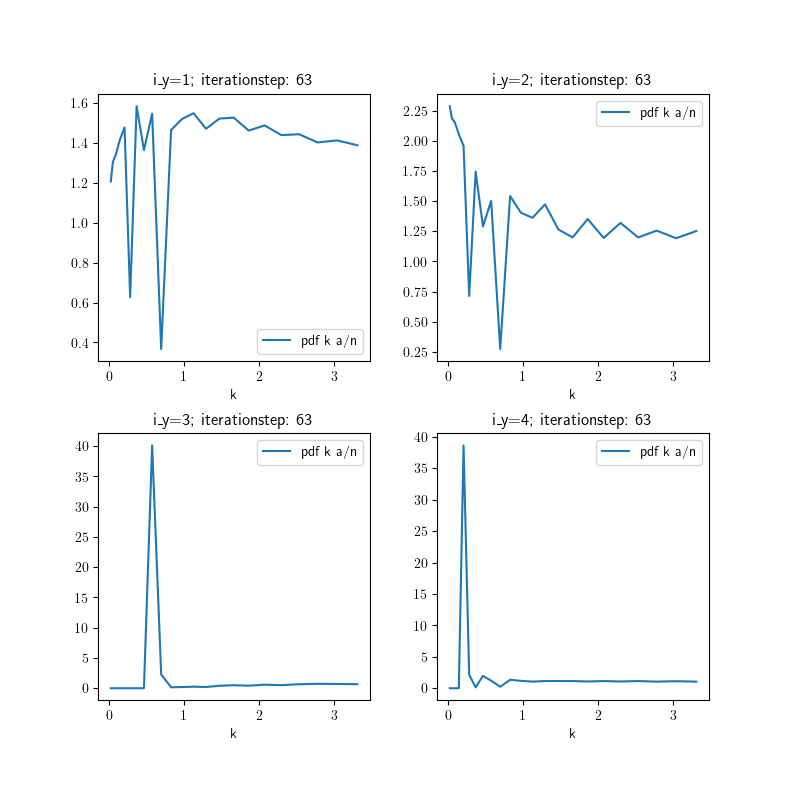 i_y=1; iterationstep: 63
1.6
1.4
1.2
1.0
0.8
0.6
0.4
pdf k a/n
0 1 2 3
k
i_y=2; iterationstep: 63
2.25
2.00
1.75
1.50
1.25
1.00
0.75
0.50
0.25
pdf k a/n
0 1 2 3
k
i_y=3; iterationstep: 63
40
35
30
25
20
15
10
5
0
pdf k a/n
0 1 2 3
k
i_y=4; iterationstep: 63
40
35
30
25
20
15
10
5
0
pdf k a/n
0 1 2 3
k